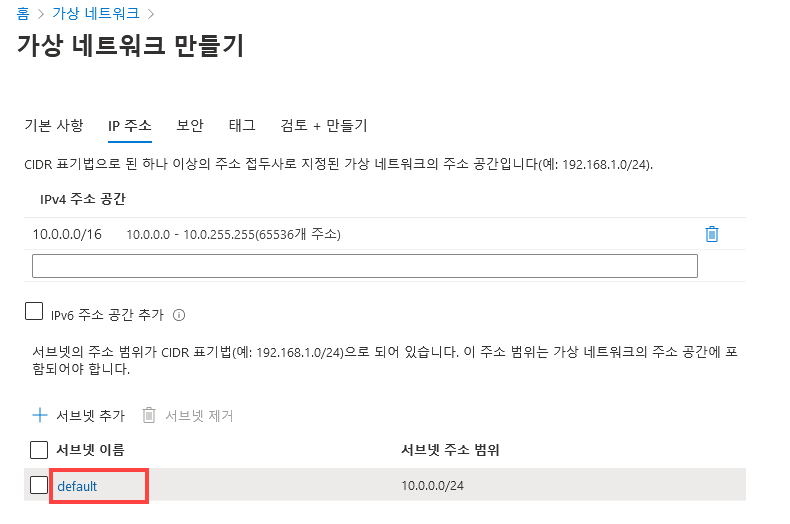 홈 > 가상 네트워크 >
가상 네트워크 만들기
기본 사항 IP 주소 보안 태그 검토 + 만들기
CIDR 표기법으로 된 하나 이상의 주소 접두사로 지정된 가상 네트워크의 주소 공간입니다(예: 192.168.1.0/24).
IPv4 주소 공간
10.0.0.0/16 10.0.0.0 - 10.0.255.255(65536개 주소)
IPv6 주소 공간 추가
서브넷의 주소 범위가 CIDR 표기법(예: 192.168.1.0/24)으로 되어 있습니다. 이 주소 범위는 가상 네트워크의 주소 공간에 포
함되어야 합니다.
서브넷 추가 서브넷 제거
서브넷 이름 서브넷 주소 범위
default 10.0.0.0/24